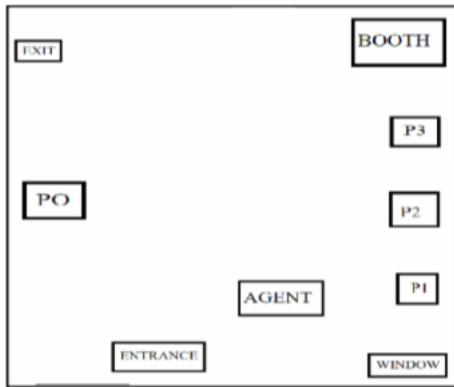 BOOTH
EXIT
P3
PO
P2
P1
AGENT
ENTRANCE
WINDOW